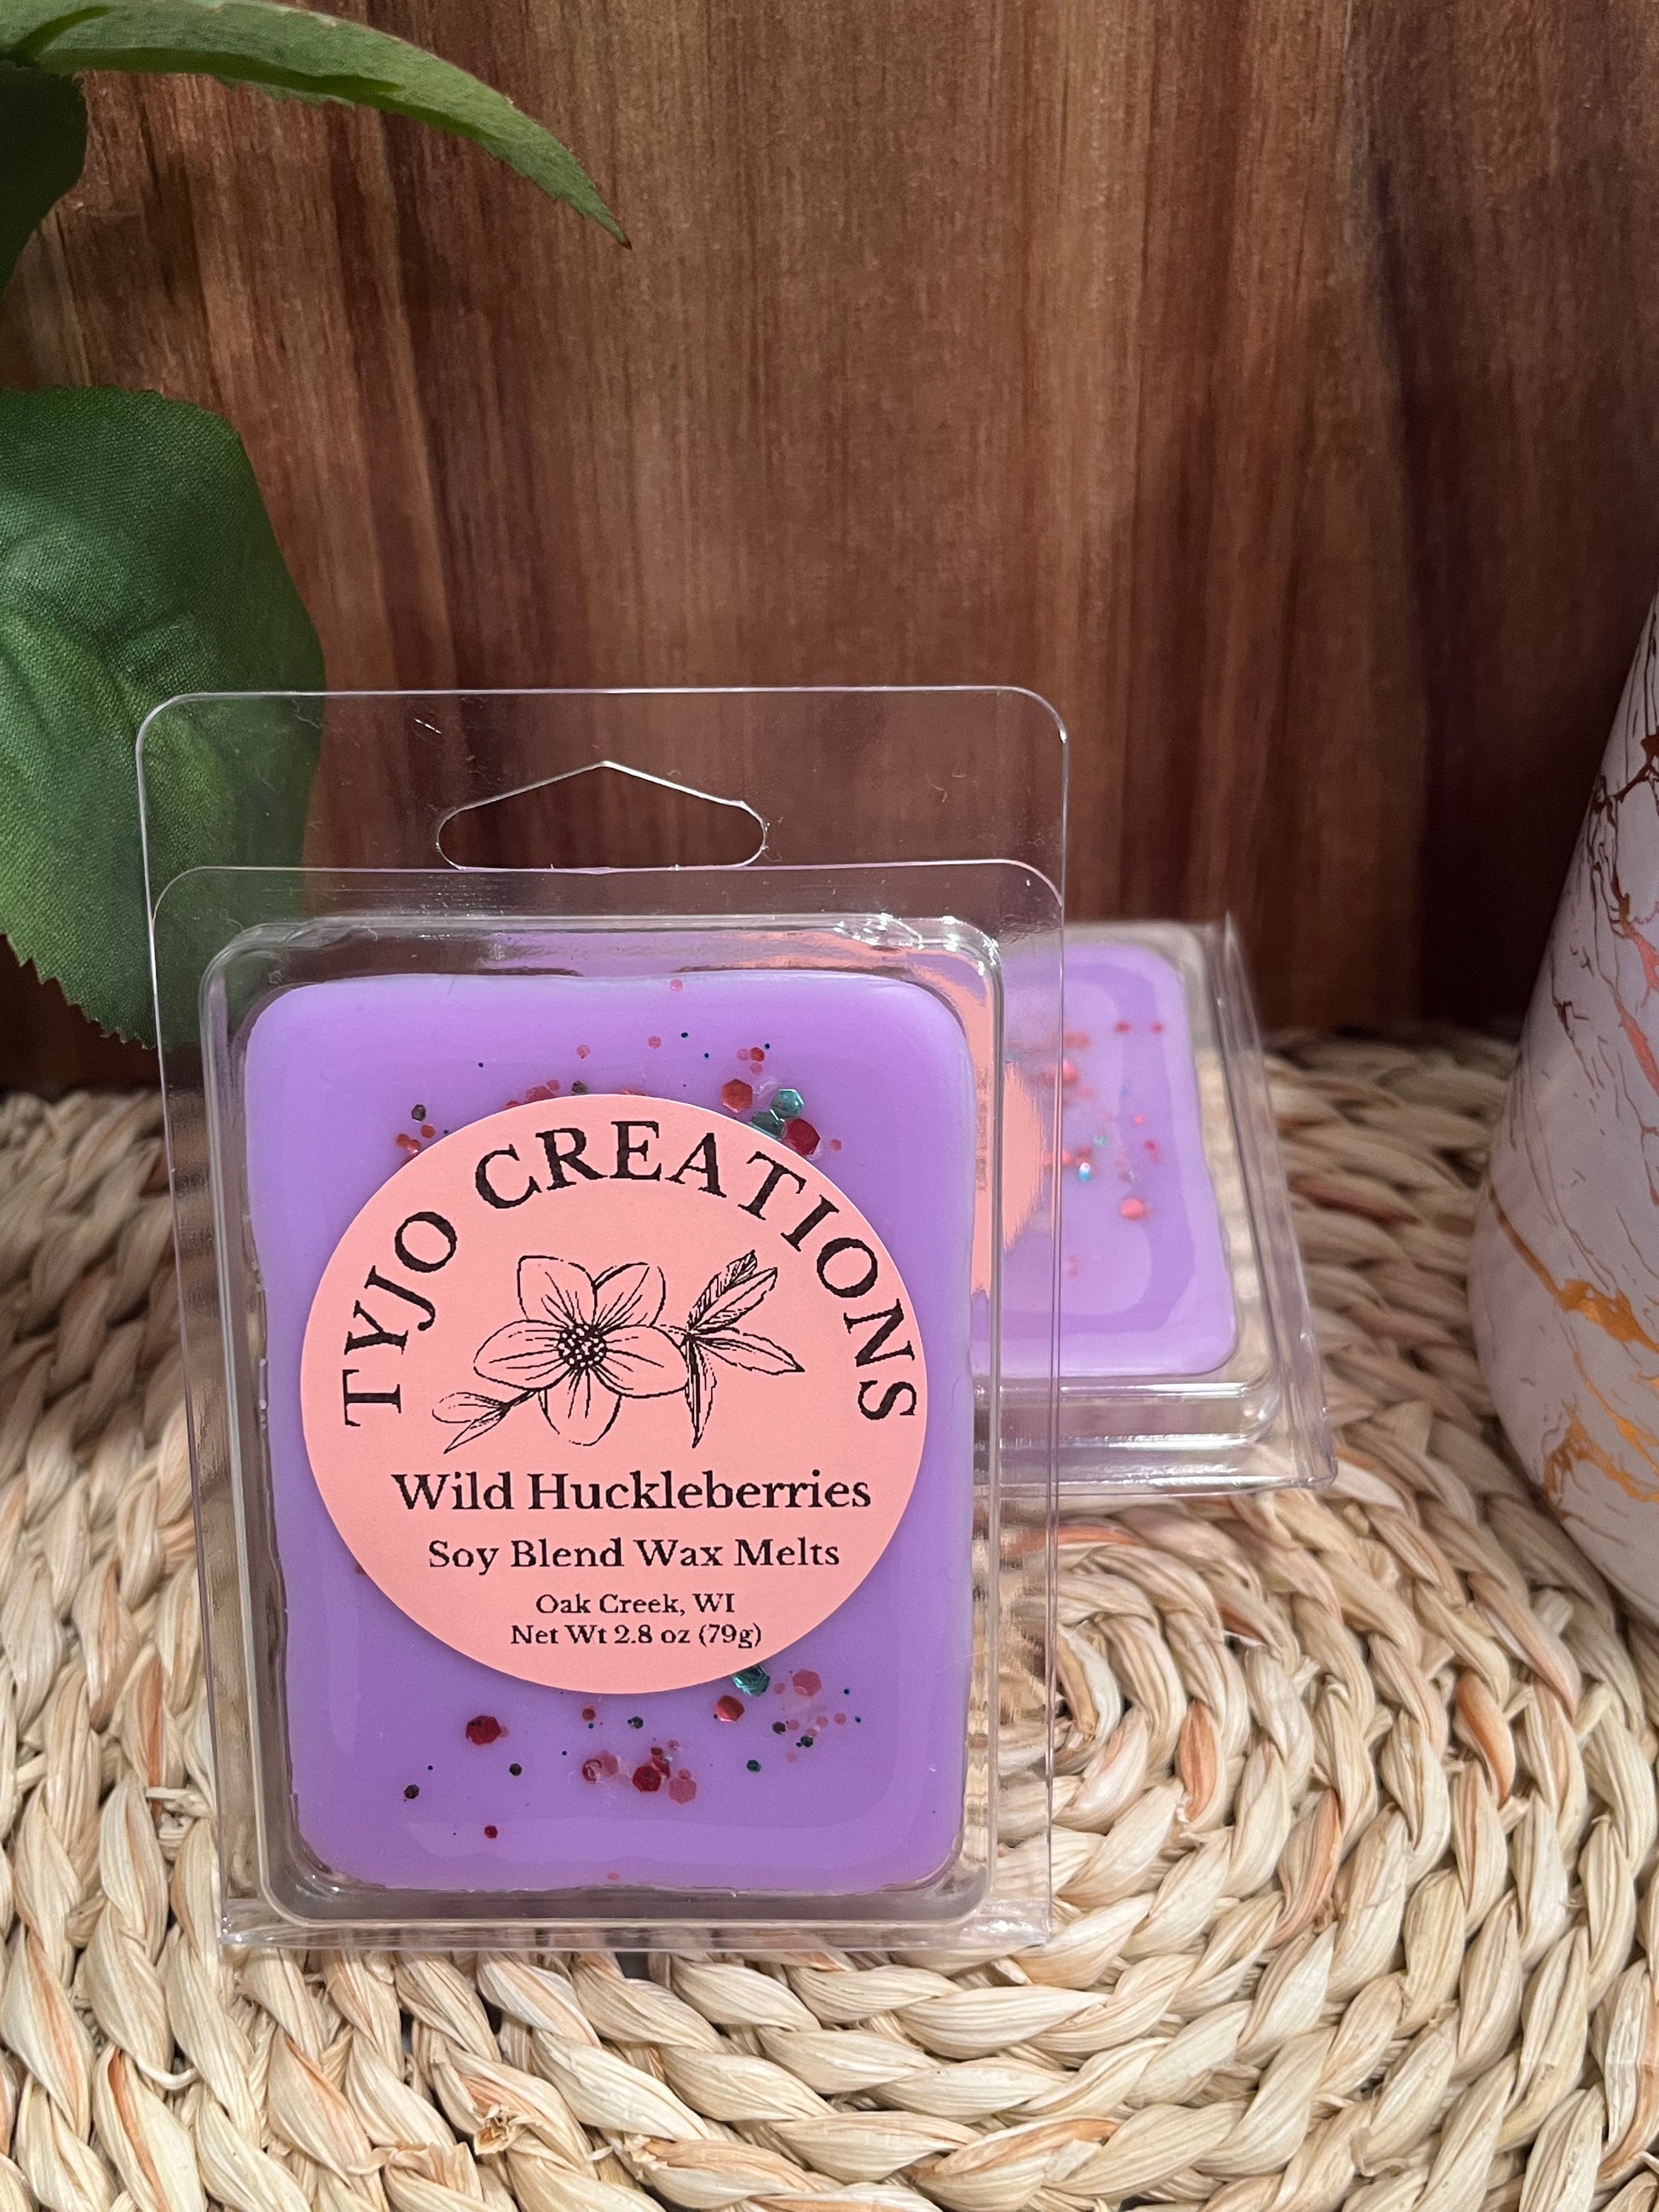 TYJO CREATIONS
Wild Huckleberries
Soy Blend Wax Melts
Oak Creek, WI
Net Wt 2.8 oz (79g)